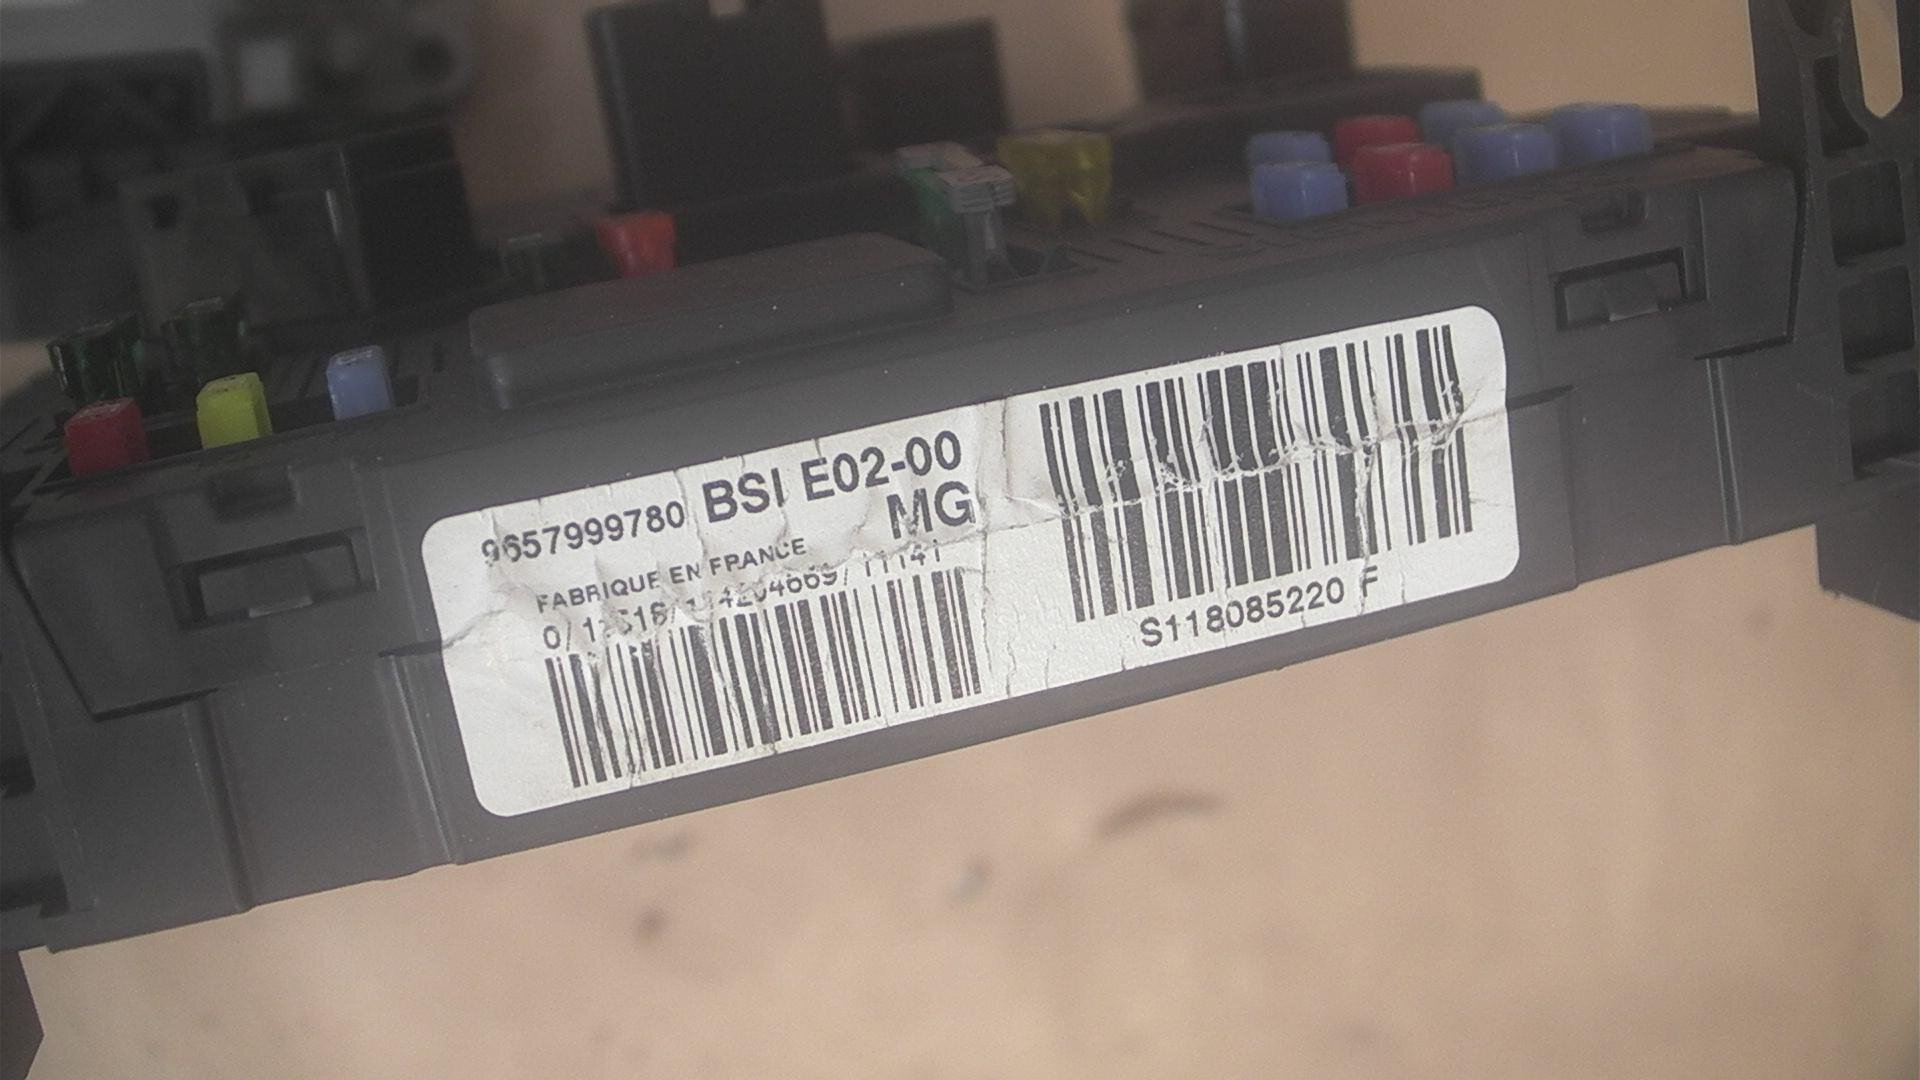 9657999780 BSI E02-00
MG
FABRIQUE EN FRANCE
S118085220 F